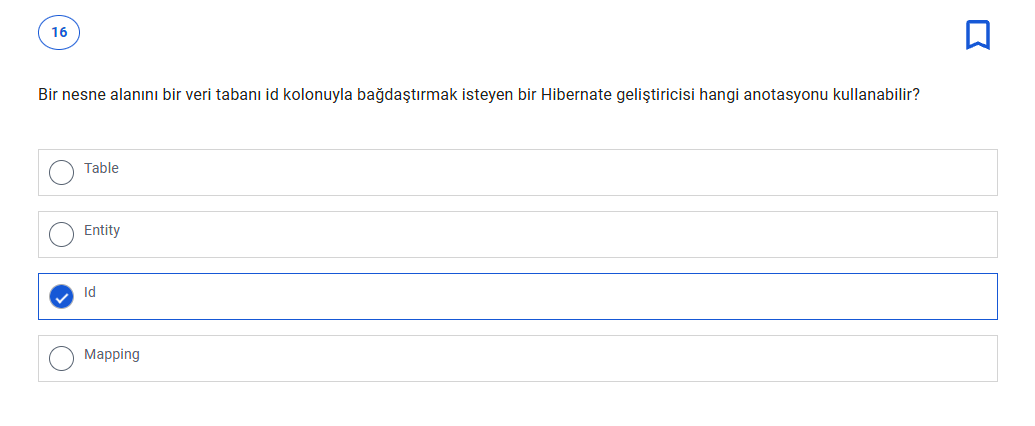 16
Bir nesne alanını bir veri tabanı id kolonuyla bağdaştırmak isteyen bir Hibernate geliştiricisi hangi anotasyonu kullanabilir?
Table
Entity
Id
Mapping